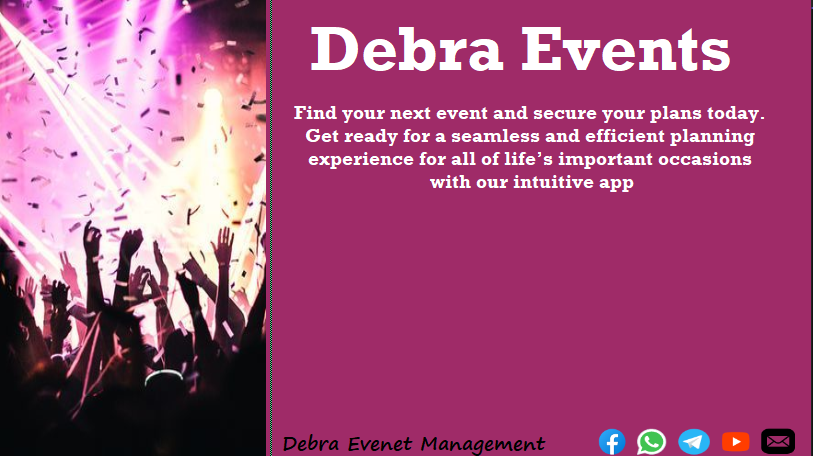 Debra Events
Find your next event and secure your plans today.
Get ready for a seamless and efficient planning
experience for all of life’s important occasions
with our intuitive app
Debra Evenet Management